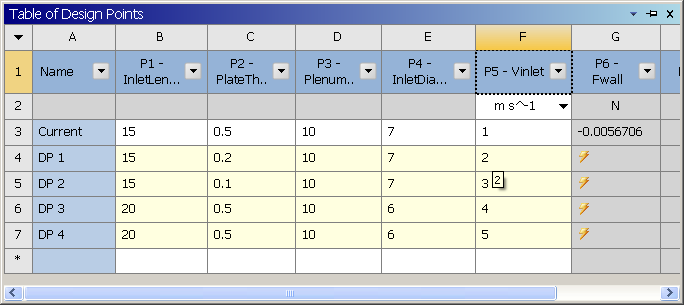 Table of Design Points
A B C D E F G
1 Name P1 - InletLen... P2 - PlateTh... P3 - Plenum... P4 - InletDia... P5 - Vinlet P6 - Fwall
2 m s^-1 N
3 Current 15 0.5 10 7 1 -0.0056706
4 DP 1 15 0.2 10 7 2
5 DP 2 15 0.1 10 7 3 2
6 DP 3 20 0.5 10 6 4
7 DP 4 20 0.5 10 6 5
*